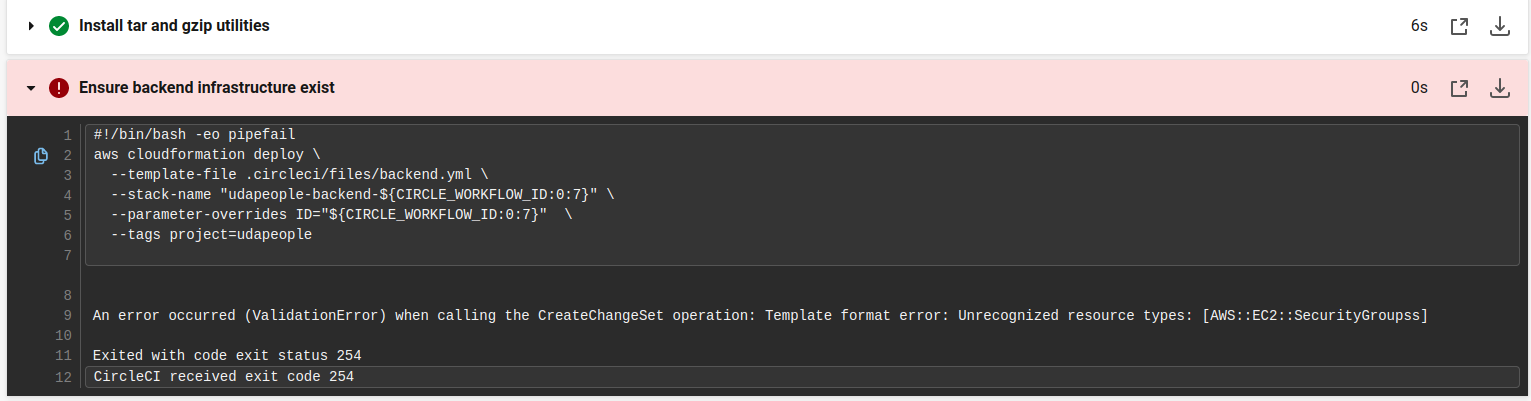 Install tar and gzip utilities 6s
Ensure backend infrastructure exist 0s
1 #!/bin/bash -eo pipefail
2 aws cloudformation deploy \
3   --template-file .circleci/files/backend.yml \
4   --stack-name "udapeople-backend-${CIRCLE_WORKFLOW_ID:0:7}" \
5   --parameter-overrides ID="${CIRCLE_WORKFLOW_ID:0:7}"  \
6   --tags project=udapeople
7
8
9 An error occurred (ValidationError) when calling the CreateChangeSet operation: Template format error: Unrecognized resource types: [AWS::EC2::SecurityGroupss]
10
11 Exited with code exit status 254
12 CircleCI received exit code 254